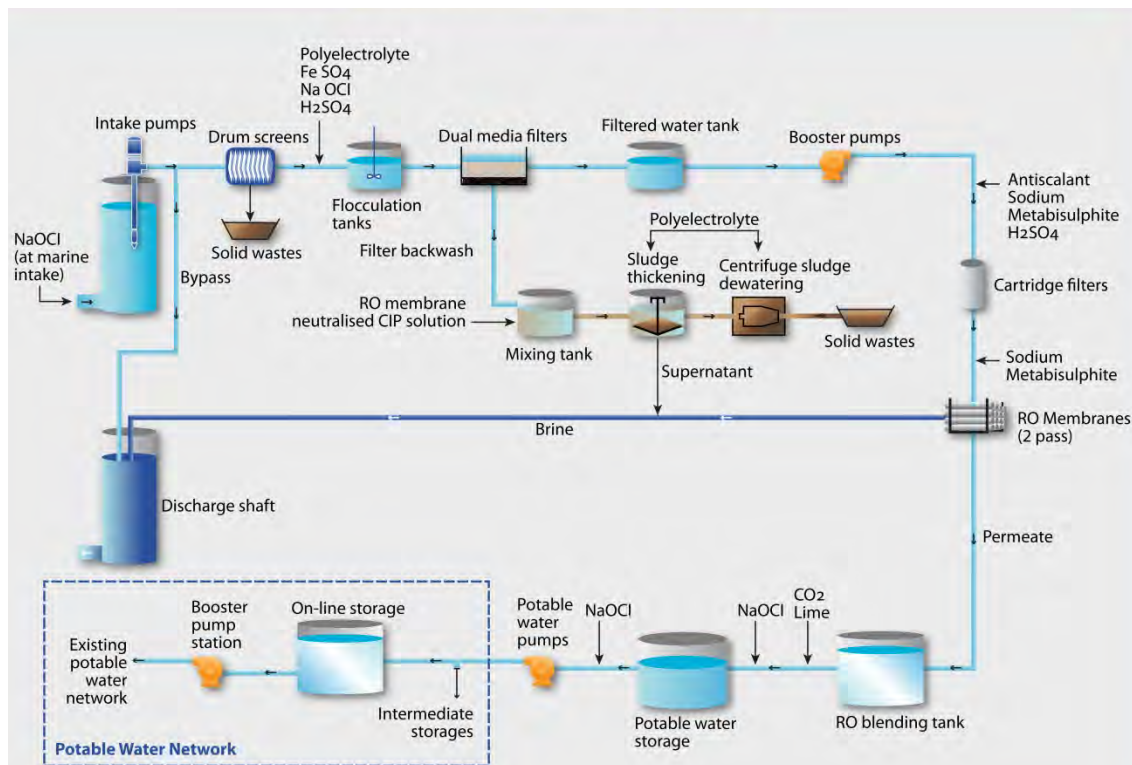 Polyelectrolyte
Fe SO4
Na OCl
H2SO4
Intake pumps
Drum screens
Dual media filters
Filtered water tank
Booster pumps
Flocculation
tanks
Solid wastes
NaOCl
(at marine
intake)
Bypass
Filter backwash
Polyelectrolyte
Sludge
thickening
Centrifuge sludge
dewatering
Antiscalant
Sodium
Metabisulphite
H2SO4
Cartridge filters
RO membrane
neutralised CIP solution
Mixing tank
Solid wastes
Supernatant
Sodium
Metabisulphite
RO Membranes
(2 pass)
Brine
Discharge shaft
Permeate
On-line storage
Booster
pump
station
Existing
potable
water
network
Intermediate
storages
Potable Water Network
Potable
water
pumps
NaOCl
NaOCl
CO2
Lime
Potable water
storage
RO blending tank